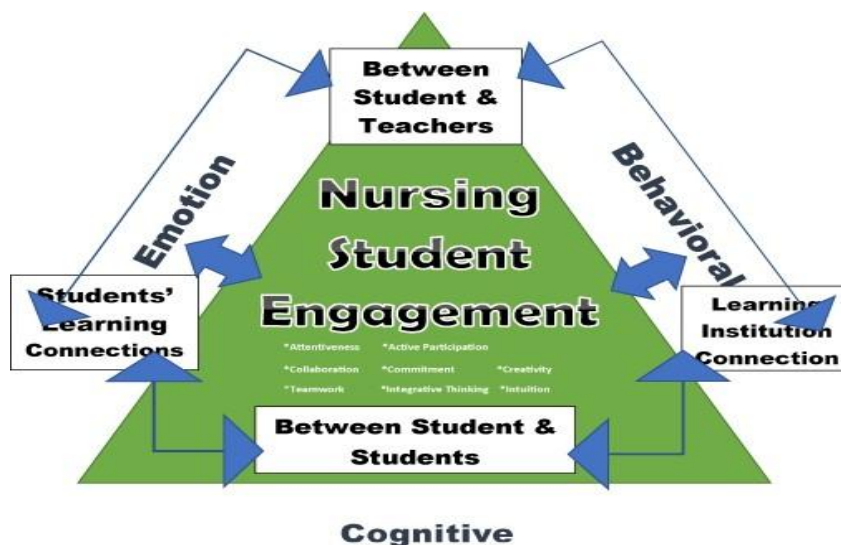 Between
Student &
Teachers
Emotion
Behavioral
Nursing
Student
Engagement
Students'
Learning
Connections
Learning
Institution
Connection
*Attentiveness *Active Participation
*Collaboration *Commitment *Creativity
*Teamwork *Integrative Thinking *Intuition
Between Student &
Students
Cognitive